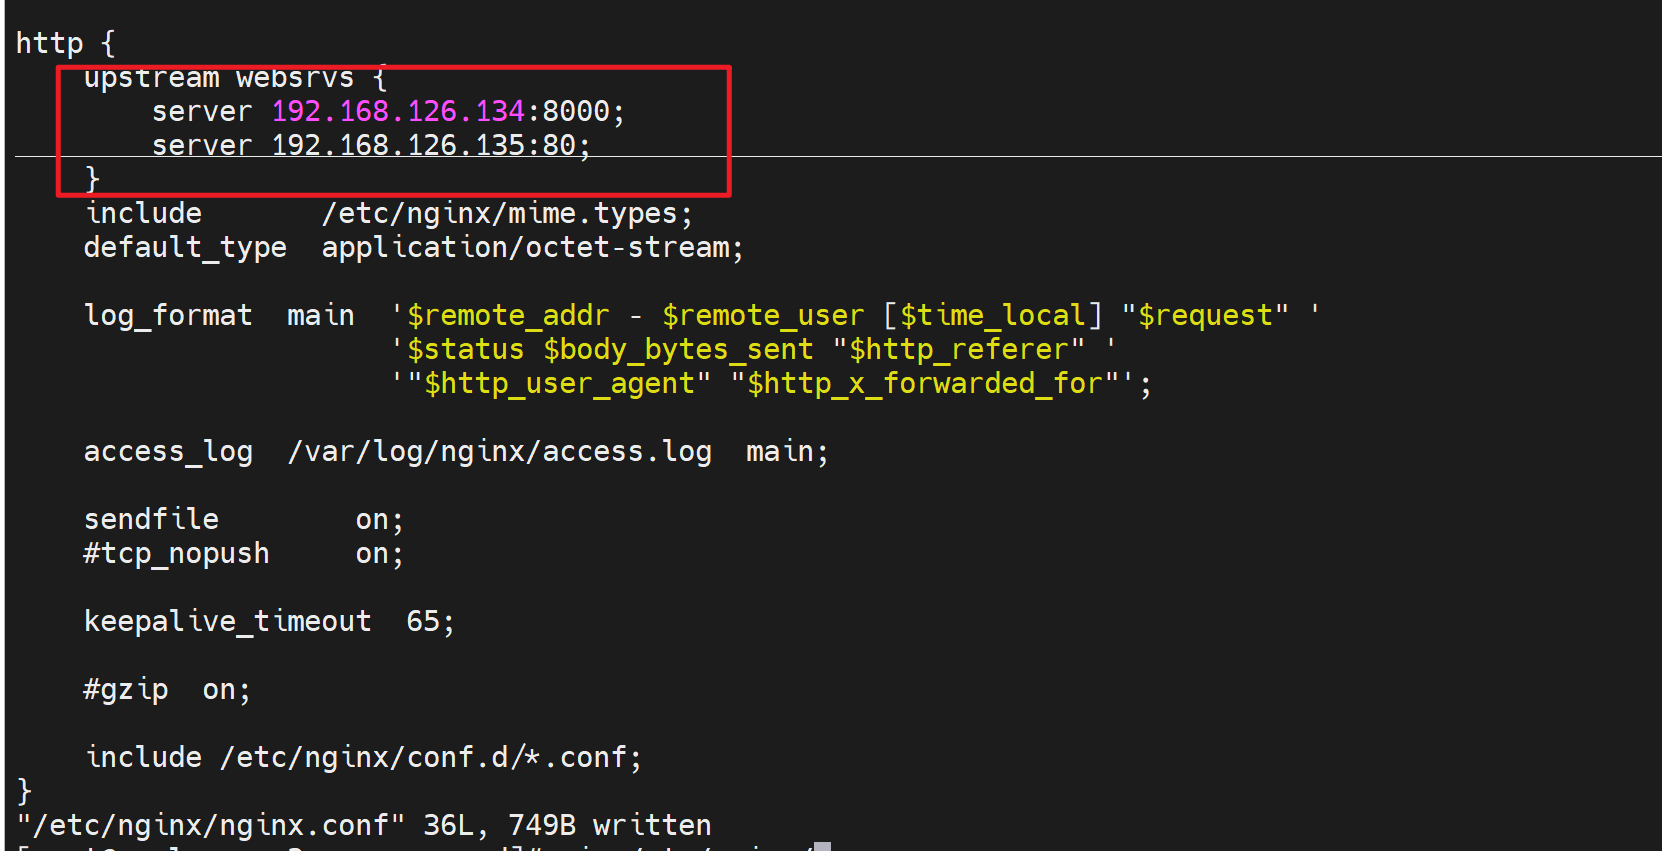 http {
    upstream websrvs {
        server 192.168.126.134:8000;
        server 192.168.126.135:80;
    }
    include       /etc/nginx/mime.types;
    default_type  application/octet-stream;

    log_format  main  '$remote_addr - $remote_user [$time_local] "$request" '
                      '$status $body_bytes_sent "$http_referer" '
                      '"$http_user_agent" "$http_x_forwarded_for"';

    access_log  /var/log/nginx/access.log  main;

    sendfile        on;
    #tcp_nopush     on;

    keepalive_timeout  65;

    #gzip  on;

    include /etc/nginx/conf.d/*.conf;
}
"/etc/nginx/nginx.conf" 36L, 749B written